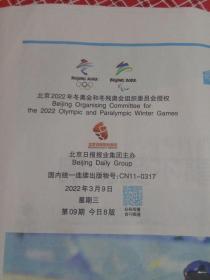 BEIJING 2022
BEIJING 2022
北京2022年冬奥会和冬残奥会组织委员会授权
Beijing Organising Committee for
the 2022 Olympic and Paralympic Winter Games
北京日报报业集团主办
Beijing Daily Group
国内统一连续出版物号:CN11-0317
2022年3月9日
星期三
第09期 今日8版